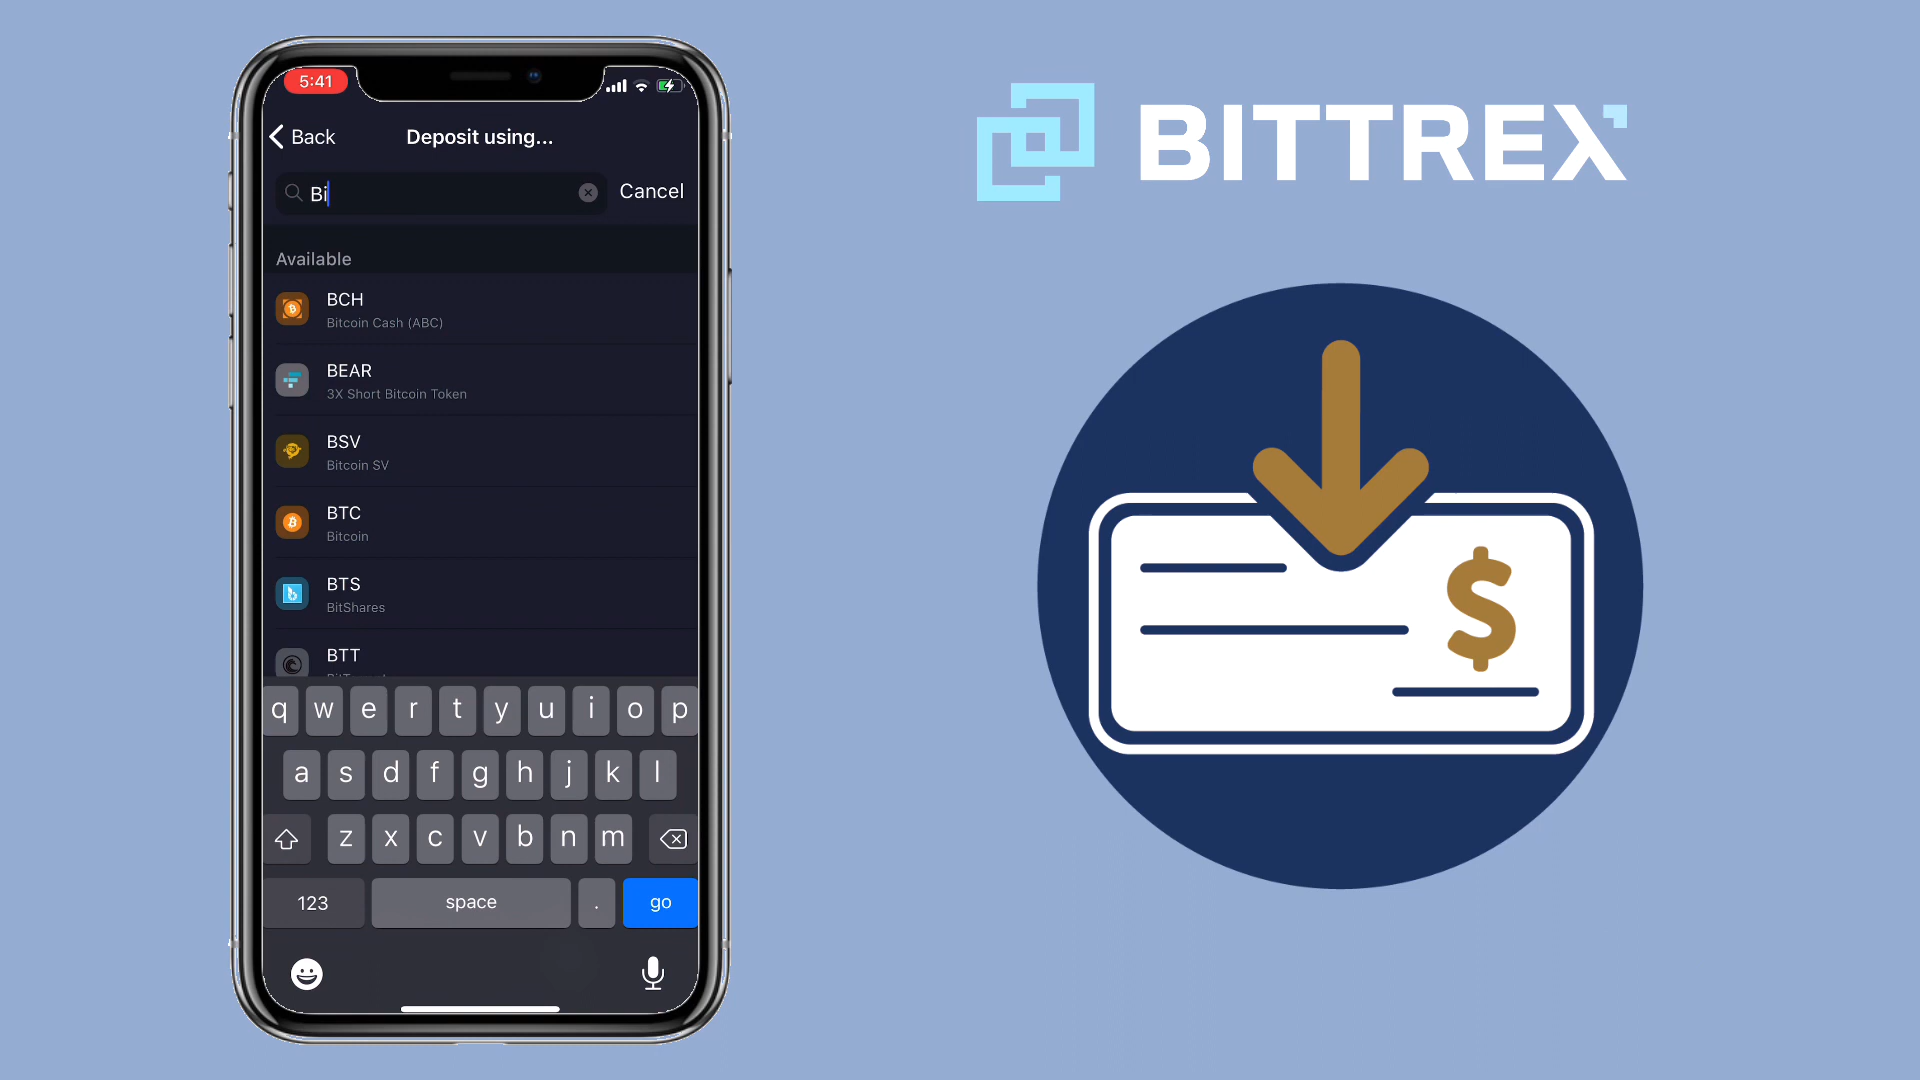 5:41
Back
Deposit using...
Bi
Cancel
Available
BCH
Bitcoin Cash (ABC)
BEAR
3X Short Bitcoin Token
BSV
Bitcoin SV
BTC
Bitcoin
BTS
BitShares
BTT
q w e r t y u i o p
a s d f g h j k l
z x c v b n m
123 space . go
BITTREX
$